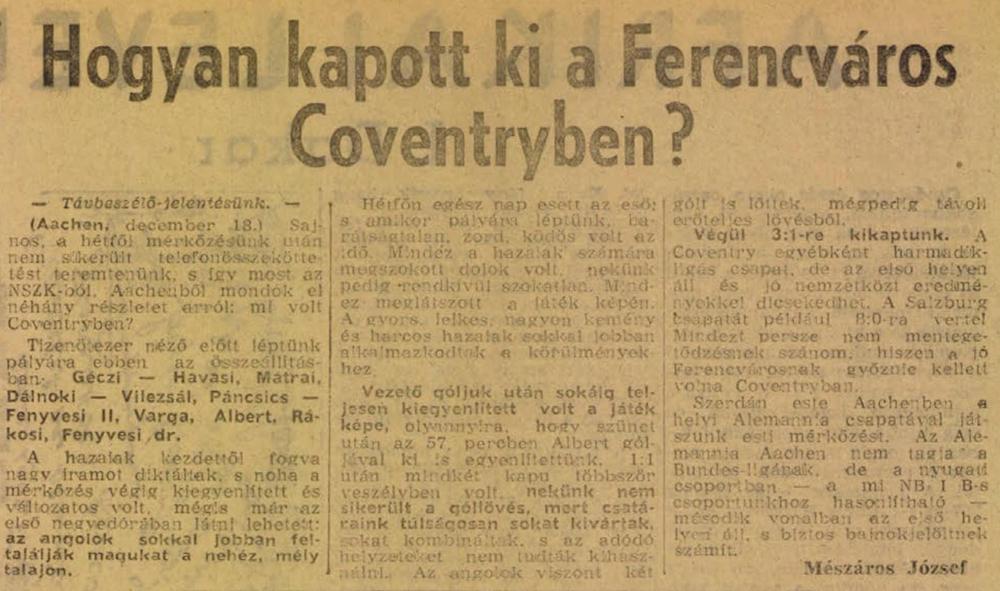 Hogyan kapott ki a Ferencváros
Coventryben?
— Távbeszélő-jelentésünk. —
(Aachen, december 18.) Saj-
nos, a hétfői mérkőzésünk után
nem sikerült telefonösszekötte-
tést teremtenünk, s így most az
NSZK-ból, Aachenből mondok el
néhány részletet arról: mi volt
Coventryben?
Tizenötezer néző előtt léptünk
pályára ebben az összeállítás-
ban: Géczi — Havasi, Mátrai,
Dálnoki — Vilezsál, Páncsics —
Fenyvesi II, Varga, Albert, Rá-
kosi, Fenyvesi dr.
A hazaiak kezdettől fogva
nagy iramot diktáltak, s noha a
mérkőzés végig kiegyenlített és
változatos volt, mégis már az
első negyedórában látni lehetett:
az angolok sokkal jobban fel-
találják magukat a nehéz, mély
talajon.
Hétfőn egész nap esett az eső;
s amikor pályára léptünk, ba-
rátságtalan, zord, ködös volt az
idő. Mindez a hazaiak számára
megszokott dolog volt, nekünk
pedig rendkívül szokatlan. Mind-
ez meglátszott a játék képén.
A gyors, lelkes, nagyon kemény
és harcos hazaiak sokkal jobban
alkalmazkodtak a körülmények-
hez.
Vezető góljuk után sokáig tel-
jesen kiegyenlített volt a játék
képe, olyannyira, hogy szünet
után az 57. percben Albert gól-
jával ki is egyenlítettünk. 1:1
után mindkét kapu többször
veszélyben volt, nekünk nem
sikerült a góllövés, mert csatá-
raink túlságosan sokat kivártak,
sokat kombináltak, s az adódó
helyzeteket nem tudták kihasz-
nálni. Az angolok viszont két
gólt is lőttek, mégpedig távoli
erőteljes lövésből.
Végül 3:1-re kikaptunk. A
Coventry egyébként harmadik-
ligás csapat, de az első helyen
áll és jó nemzetközi eredmé-
nyekkel dicsekedhet. A Salzburg
csapatát például 8:0-ra verte!
Mindezt persze nem mentege-
tődzésnek szánom, hiszen a jó
Ferencvárosnak győznie kellett
volna Coventryban.
Szerdán este Aachenben a
helyi Alemannia csapatával ját-
szunk esti mérkőzést. Az Ale-
mannia Aachen nem tagja a
Bundes-ligának, de a nyugati
csoportban — a mi NB I B-s
csoportunkhoz hasonlítható —
második vonalban az első he-
lyen áll, s biztos bajnokjelöltnek
számít.
Mészáros József